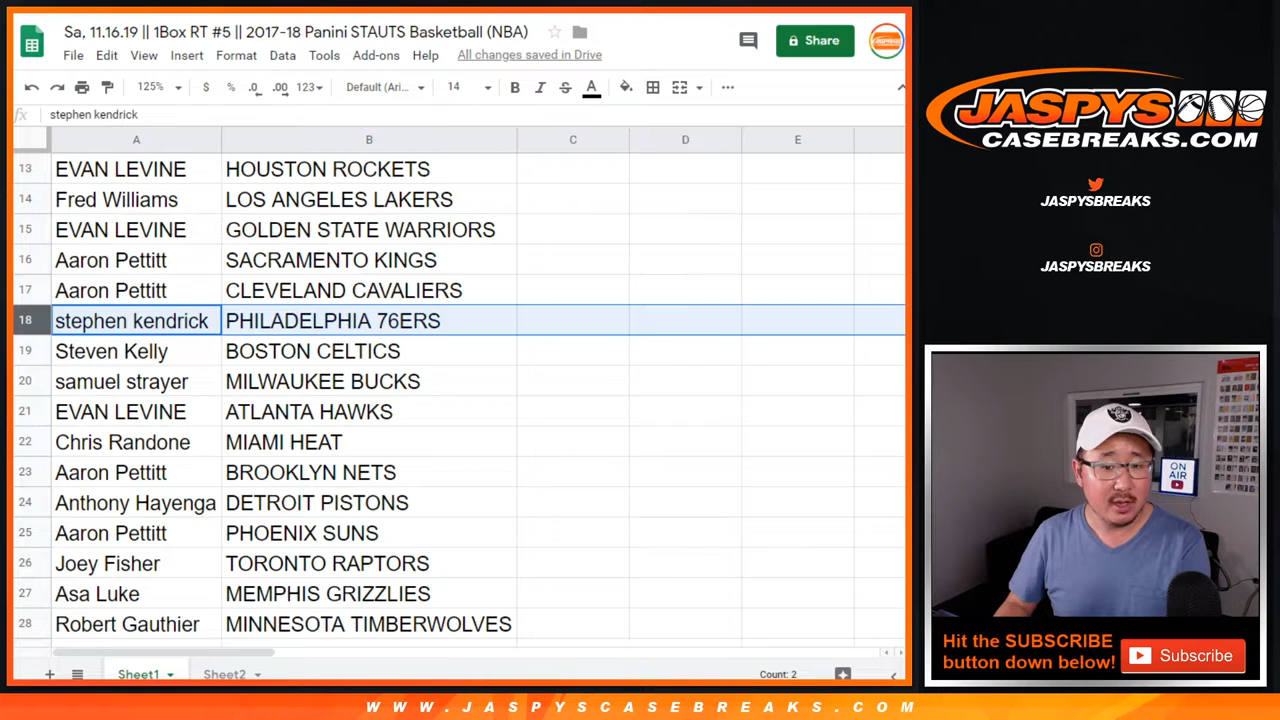 Sa, 11.16.19 || 1Box RT #5 || 2017-18 Panini STAUTS Basketball (NBA)
File Edit View Insert Format Data Tools Add-ons Help All changes saved in Drive
Share
125% $ % .0 .00 123 Default (Ari... 14 B I S A
fx stephen kendrick
A B C D E
13 EVAN LEVINE HOUSTON ROCKETS
14 Fred Williams LOS ANGELES LAKERS
15 EVAN LEVINE GOLDEN STATE WARRIORS
16 Aaron Pettitt SACRAMENTO KINGS
17 Aaron Pettitt CLEVELAND CAVALIERS
18 stephen kendrick PHILADELPHIA 76ERS
19 Steven Kelly BOSTON CELTICS
20 samuel strayer MILWAUKEE BUCKS
21 EVAN LEVINE ATLANTA HAWKS
22 Chris Randone MIAMI HEAT
23 Aaron Pettitt BROOKLYN NETS
24 Anthony Hayenga DETROIT PISTONS
25 Aaron Pettitt PHOENIX SUNS
26 Joey Fisher TORONTO RAPTORS
27 Asa Luke MEMPHIS GRIZZLIES
28 Robert Gauthier MINNESOTA TIMBERWOLVES
Sheet1 Sheet2 Count: 2
JASPYS
CASEBREAKS.COM
JASPYSBREAKS
JASPYSBREAKS
ON
AIR
Hit the SUBSCRIBE
button down below!
Subscribe
WWW.JASPYSCASEBREAKS.COM